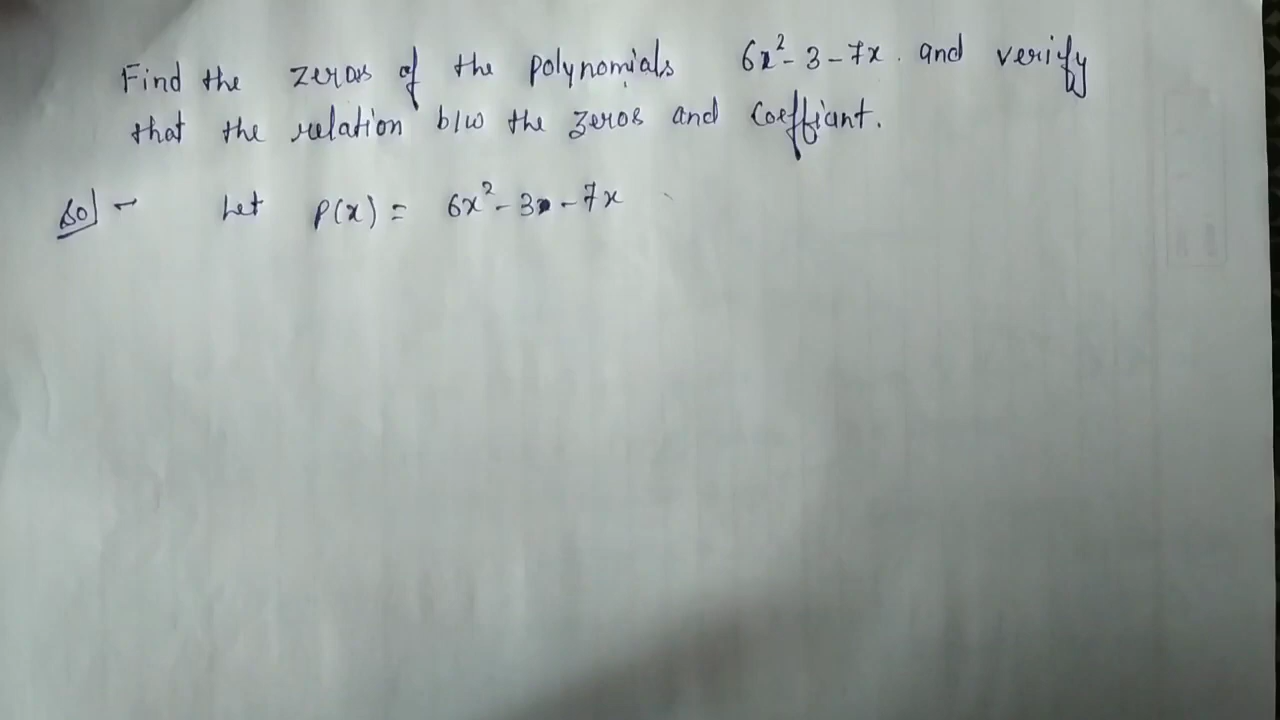 Find the zeros of the polynomials 6x² - 3 - 7x. and verify
that the relation b/w the zeros and coefficiant.
Sol - Let P(x) = 6x² - 3 - 7x